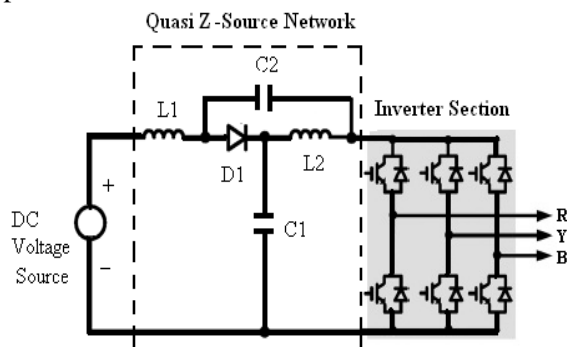 Quasi Z -Source Network
C2
L1
Inverter Section
D1
L2
+
DC
Voltage
Source
−
C1
R
Y
B